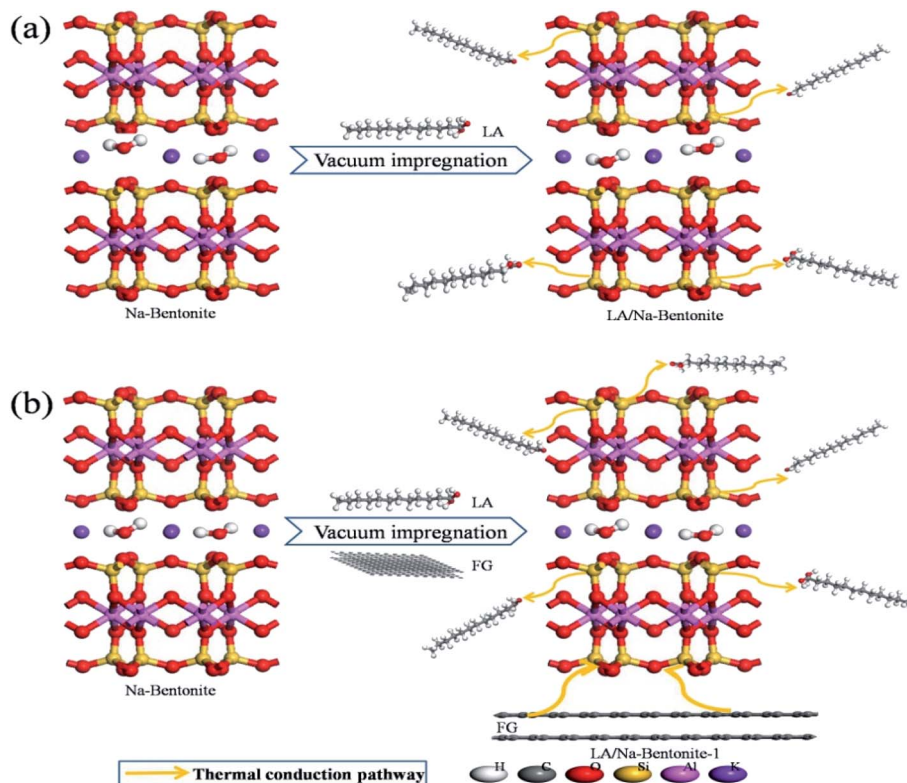 (a)
LA
Vacuum impregnation
Na-Bentonite
LA/Na-Bentonite
(b)
LA
Vacuum impregnation
FG
Na-Bentonite
FG
LA/Na-Bentonite-1
Thermal conduction pathway
H C O Si Al K